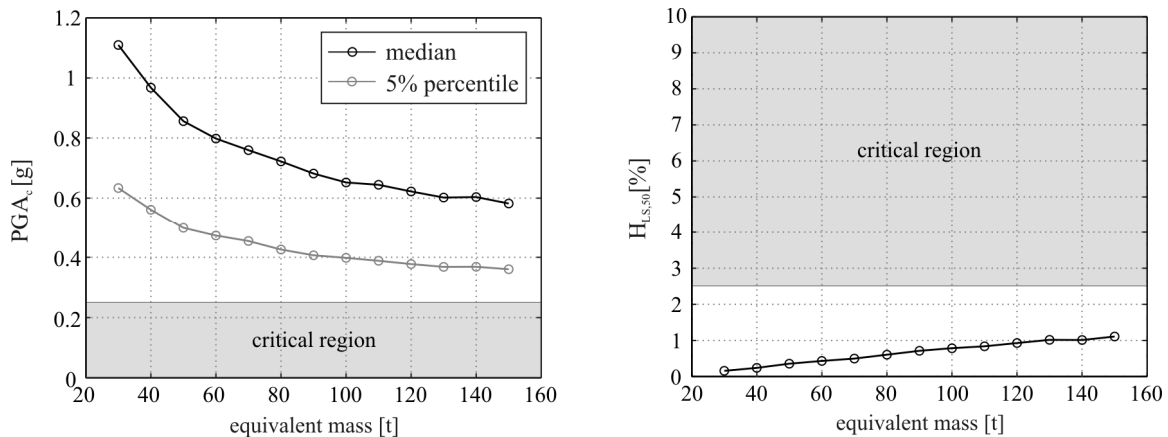 1.2
1
0.8
0.6
0.4
0.2
0
PGA_c [g]
median
5% percentile
critical region
20 40 60 80 100 120 140 160
equivalent mass [t]
10
9
8
7
6
5
4
3
2
1
0
H_LS,50[%]
critical region
20 40 60 80 100 120 140 160
equivalent mass [t]